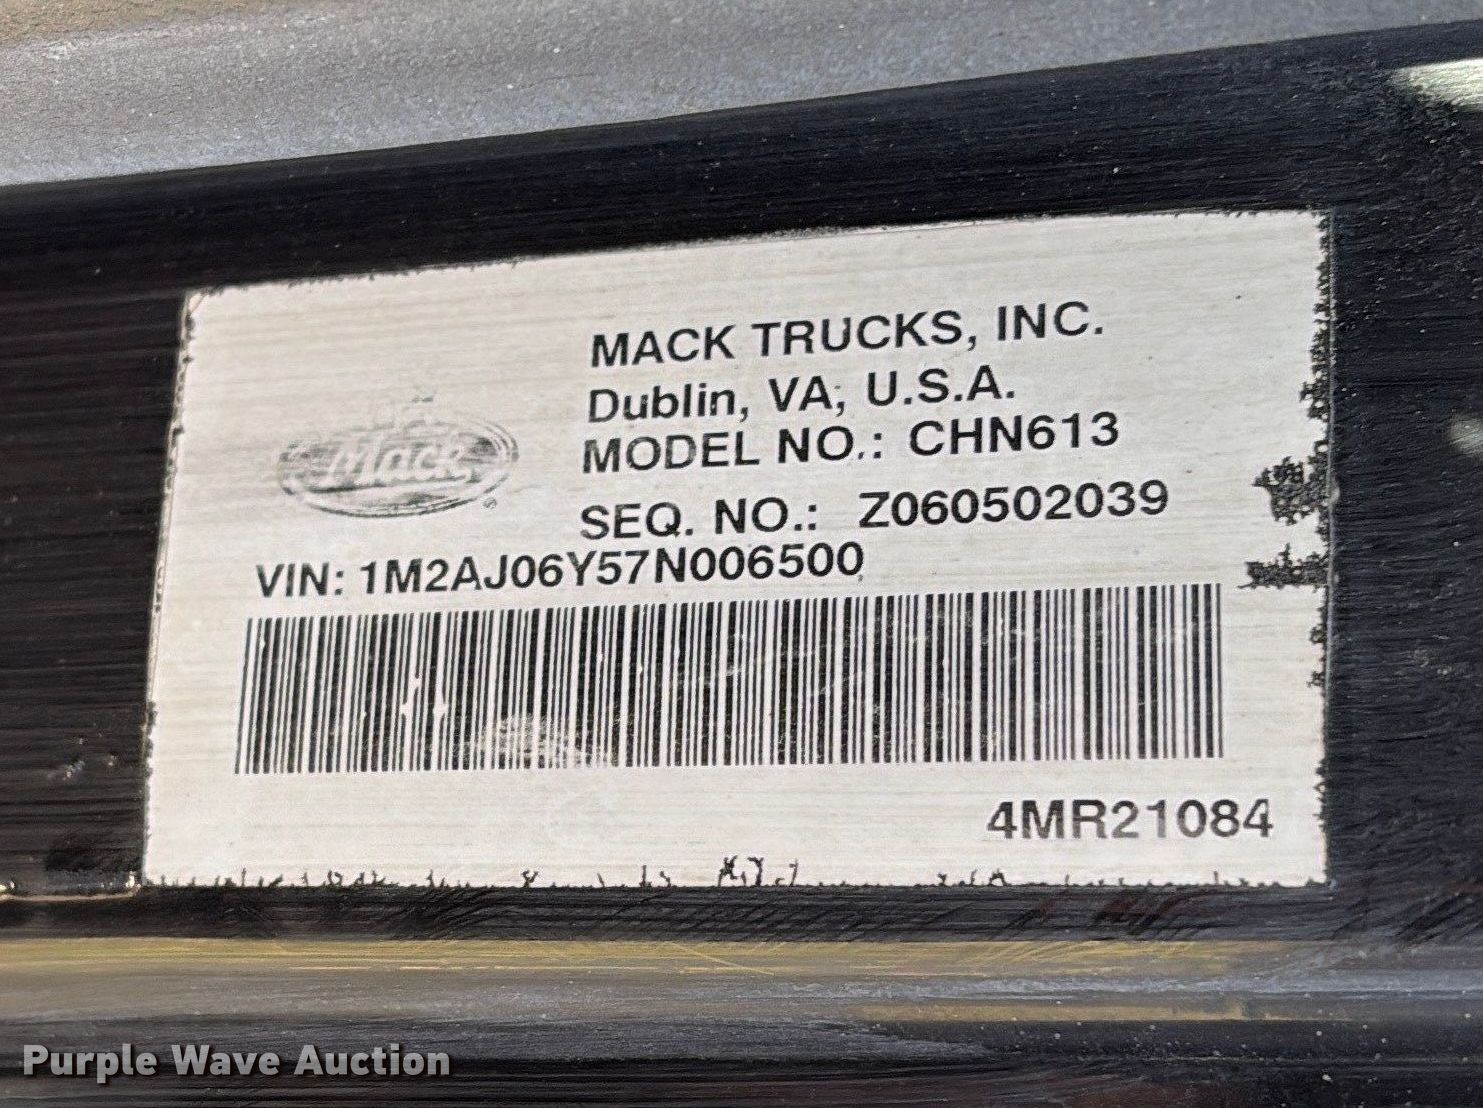 MACK TRUCKS, INC.
Dublin, VA, U.S.A.
MODEL NO.: CHN613
Mack
SEQ. NO.: Z060502039
VIN: 1M2AJ06Y57N006500
4MR21084
Purple Wave Auction